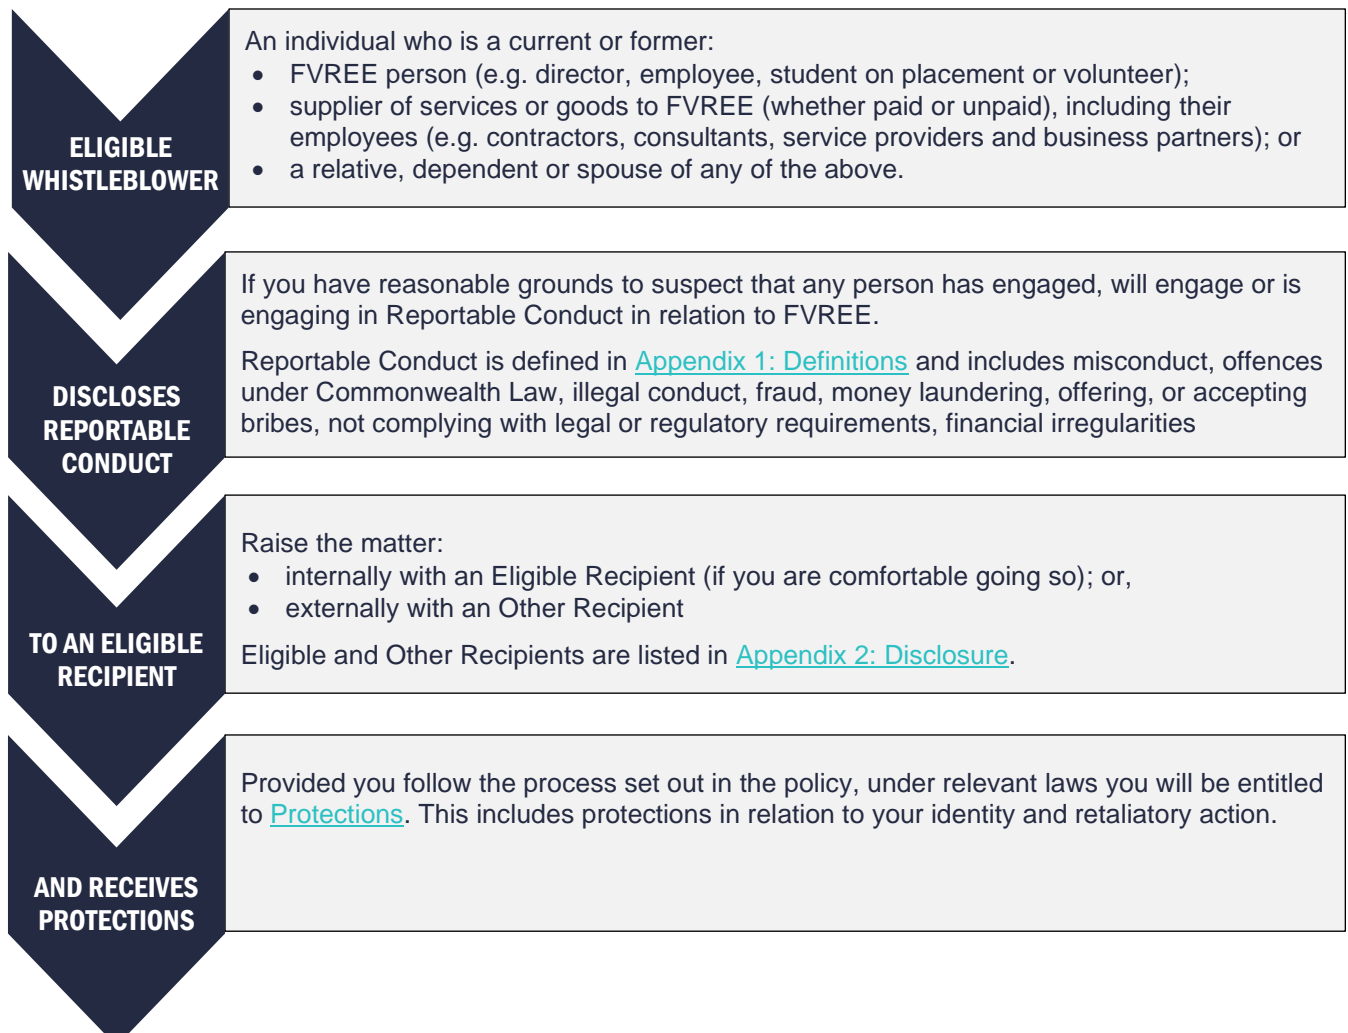 An individual who is a current or former:
• FVREE person (e.g. director, employee, student on placement or volunteer);
• supplier of services or goods to FVREE (whether paid or unpaid), including their
employees (e.g. contractors, consultants, service providers and business partners); or
• a relative, dependent or spouse of any of the above.
ELIGIBLE
WHISTLEBLOWER
If you have reasonable grounds to suspect that any person has engaged, will engage or is
engaging in Reportable Conduct in relation to FVREE.
Reportable Conduct is defined in Appendix 1: Definitions and includes misconduct, offences
under Commonwealth Law, illegal conduct, fraud, money laundering, offering, or accepting
bribes, not complying with legal or regulatory requirements, financial irregularities
DISCLOSES
REPORTABLE
CONDUCT
Raise the matter:
• internally with an Eligible Recipient (if you are comfortable going so); or,
• externally with an Other Recipient
Eligible and Other Recipients are listed in Appendix 2: Disclosure.
TO AN ELIGIBLE
RECIPIENT
Provided you follow the process set out in the policy, under relevant laws you will be entitled
to Protections. This includes protections in relation to your identity and retaliatory action.
AND RECEIVES
PROTECTIONS